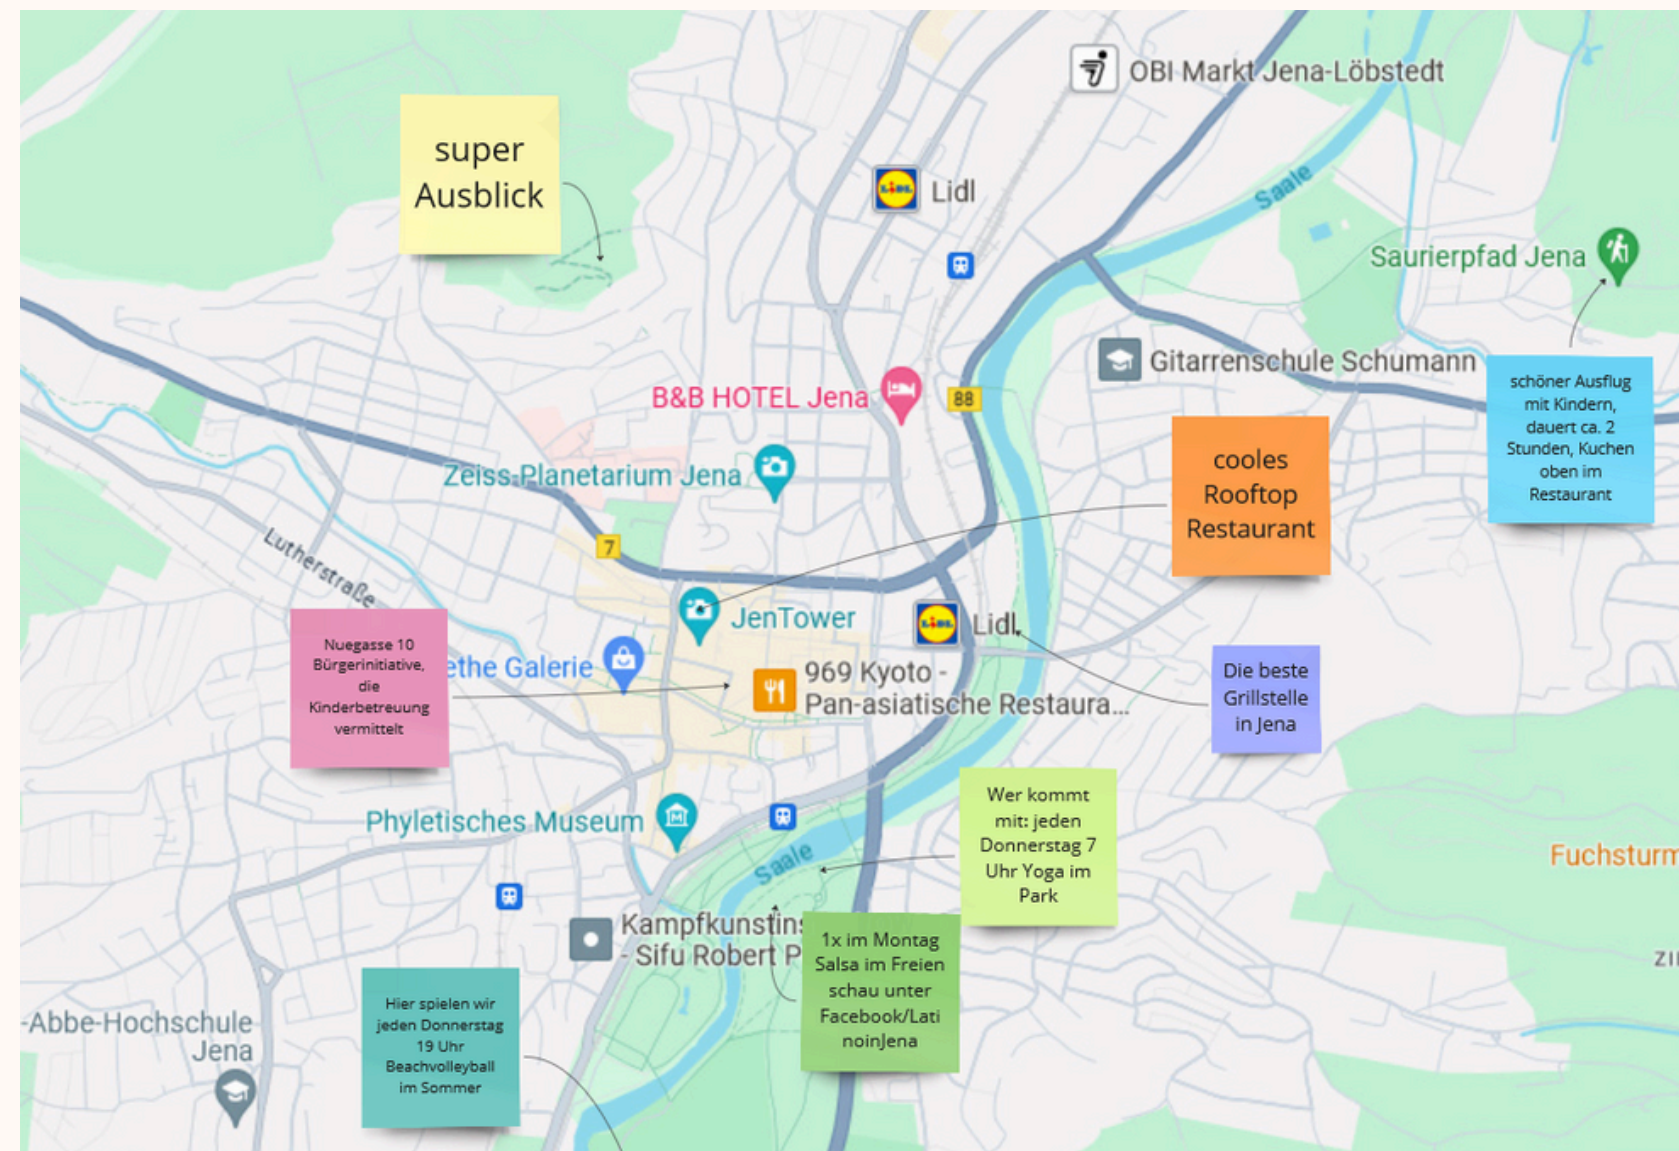 OBI Markt Jena-Löbstedt
super
Ausblick
LIDL
Lidl
Saale
Saurierpfad Jena
Gitarrenschule Schumann
schöner Ausflug
mit Kindern,
dauert ca. 2
Stunden, Kuchen
oben im
Restaurant
B&B HOTEL Jena
88
cooles
Rooftop
Restaurant
Zeiss-Planetarium Jena
7
Lutherstraße
JenTower
LIDL
Lidl
Nuegasse 10
Bürgerinitiative,
die
Kinderbetreuung
vermittelt
ethe Galerie
969 Kyoto -
Pan-asiatische Restaura...
Die beste
Grillstelle
in Jena
Phyletisches Museum
Wer kommt
mit: jeden
Donnerstag 7
Uhr Yoga im
Park
Saale
Fuchsturm
Kampfkunstins
- Sifu Robert P
1x im Montag
Salsa im Freien
schau unter
Facebook/Lati
noinJena
ZI
Hier spielen wir
jeden Donnerstag
19 Uhr
Beachvolleyball
im Sommer
-Abbe-Hochschule
Jena